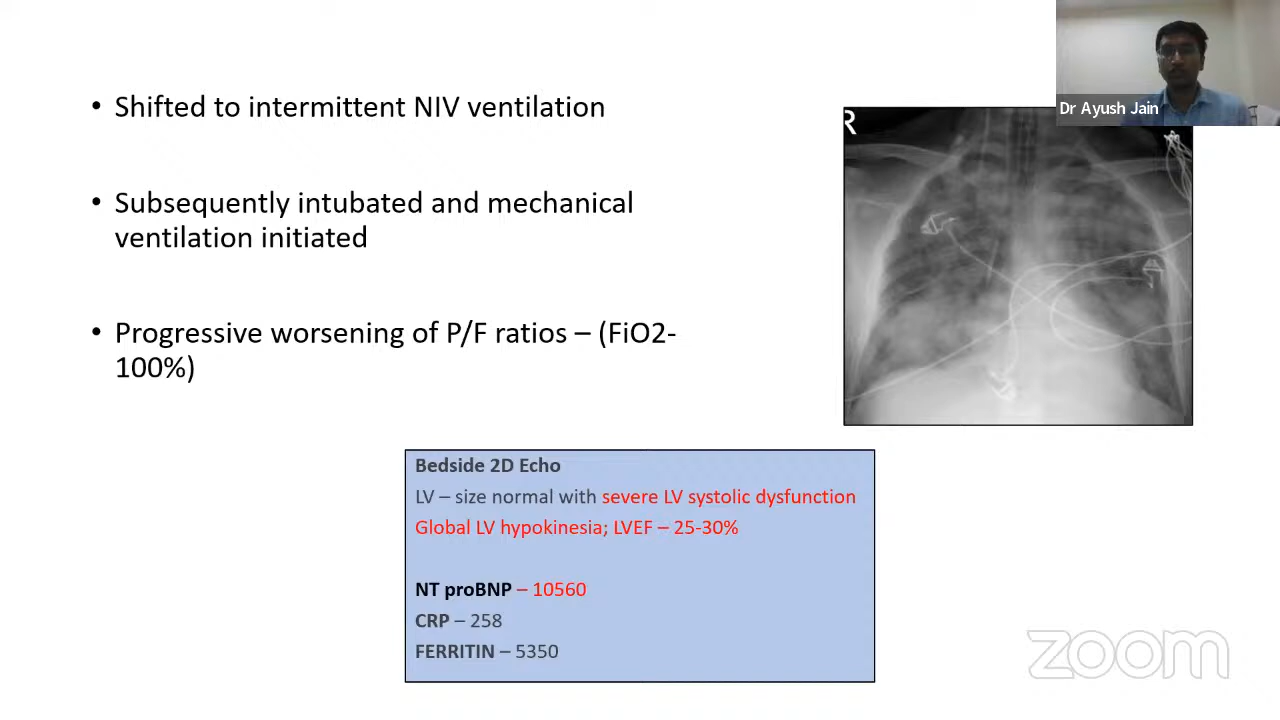 • Shifted to intermittent NIV ventilation
• Subsequently intubated and mechanical
ventilation initiated
• Progressive worsening of P/F ratios – (FiO2-
100%)
Dr Ayush Jain
R
Bedside 2D Echo
LV – size normal with severe LV systolic dysfunction
Global LV hypokinesia; LVEF – 25-30%
NT proBNP – 10560
CRP – 258
FERRITIN – 5350
zoom